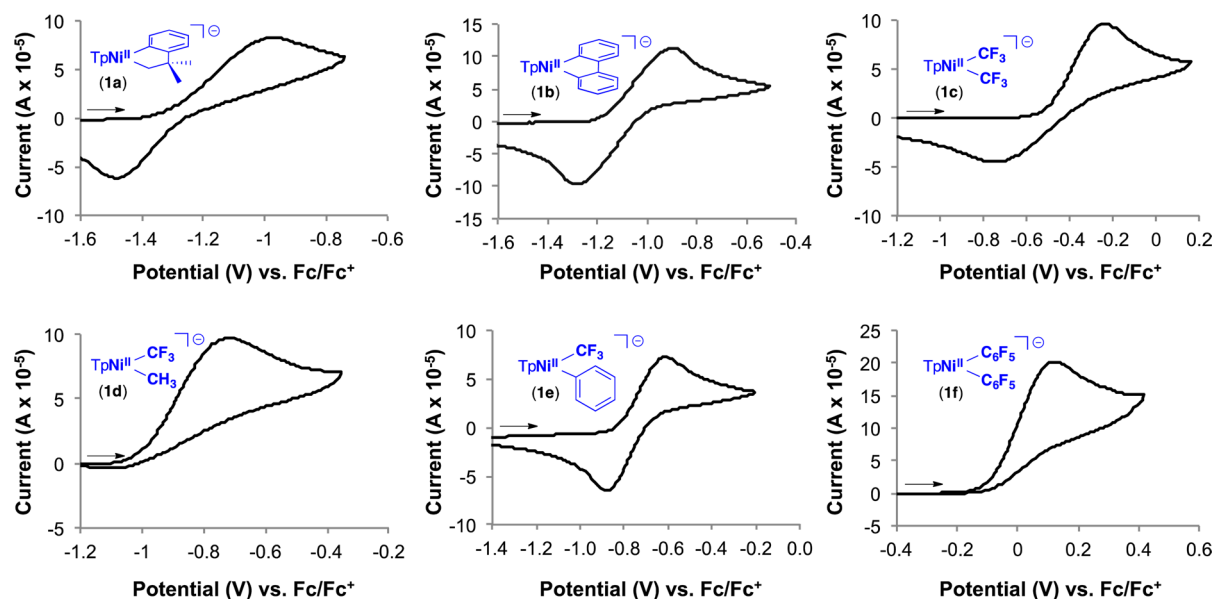 TpNiᴵᴵ
(1a)
⊖
Current (A x 10⁻⁵)
10
5
0
-5
-10
-1.6 -1.4 -1.2 -1 -0.8 -0.6
Potential (V) vs. Fc/Fc⁺
TpNiᴵᴵ
(1b)
⊖
Current (A x 10⁻⁵)
15
10
5
0
-5
-10
-15
-1.6 -1.4 -1.2 -1.0 -0.8 -0.6 -0.4
Potential (V) vs. Fc/Fc⁺
CF₃
TpNiᴵᴵ
CF₃
(1c)
⊖
Current (A x 10⁻⁵)
10
5
0
-5
-10
-1.2 -1 -0.8 -0.6 -0.4 -0.2 0 0.2
Potential (V) vs. Fc/Fc⁺
CF₃
TpNiᴵᴵ
CH₃
(1d)
⊖
Current (A x 10⁻⁵)
10
5
0
-5
-1.2 -1 -0.8 -0.6 -0.4 -0.2
Potential (V) vs. Fc/Fc⁺
CF₃
TpNiᴵᴵ
(1e)
⊖
Current (A x 10⁻⁵)
10
5
0
-5
-10
-1.4 -1.2 -1.0 -0.8 -0.6 -0.4 -0.2 0.0
Potential (V) vs. Fc/Fc⁺
C₆F₅
TpNiᴵᴵ
C₆F₅
(1f)
⊖
Current (A x 10⁻⁵)
25
20
15
10
5
0
-5
-0.4 -0.2 0 0.2 0.4 0.6
Potential (V) vs. Fc/Fc⁺